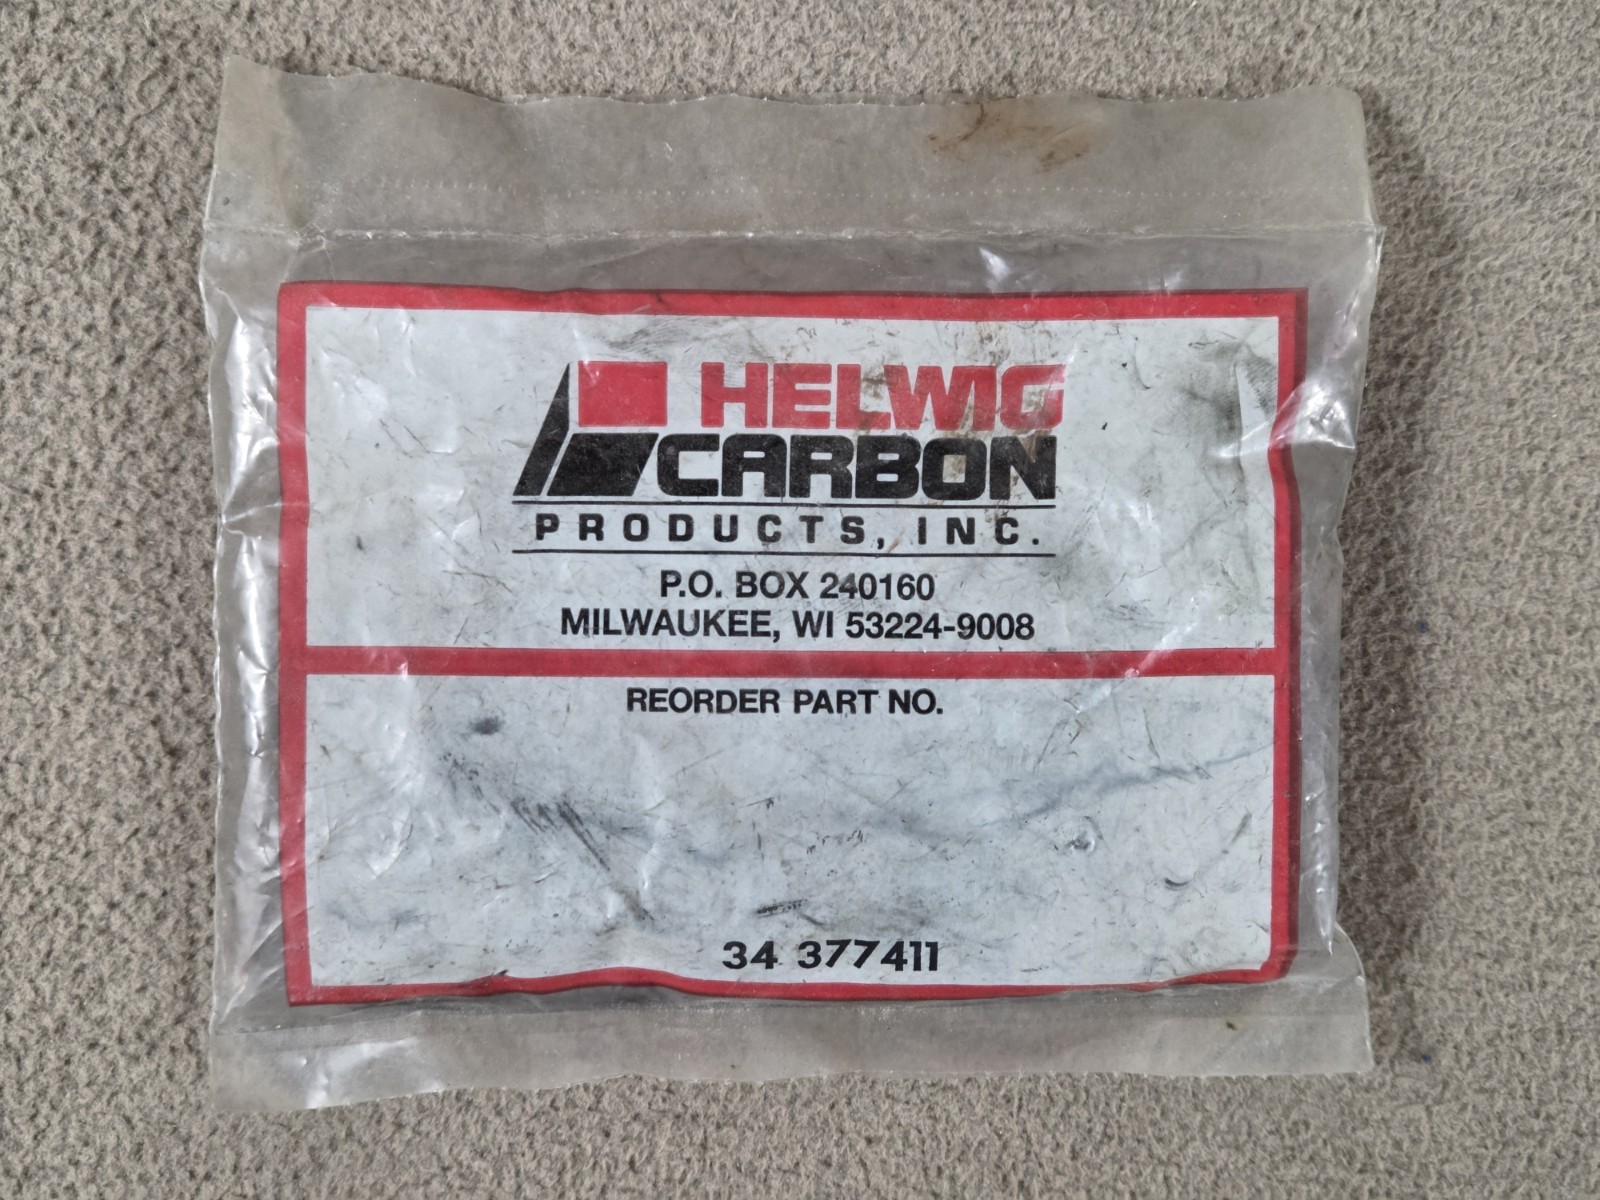 HELWIG
CARBON
PRODUCTS, INC.
P.O. BOX 240160
MILWAUKEE, WI 53224-9008
REORDER PART NO.
34 377411